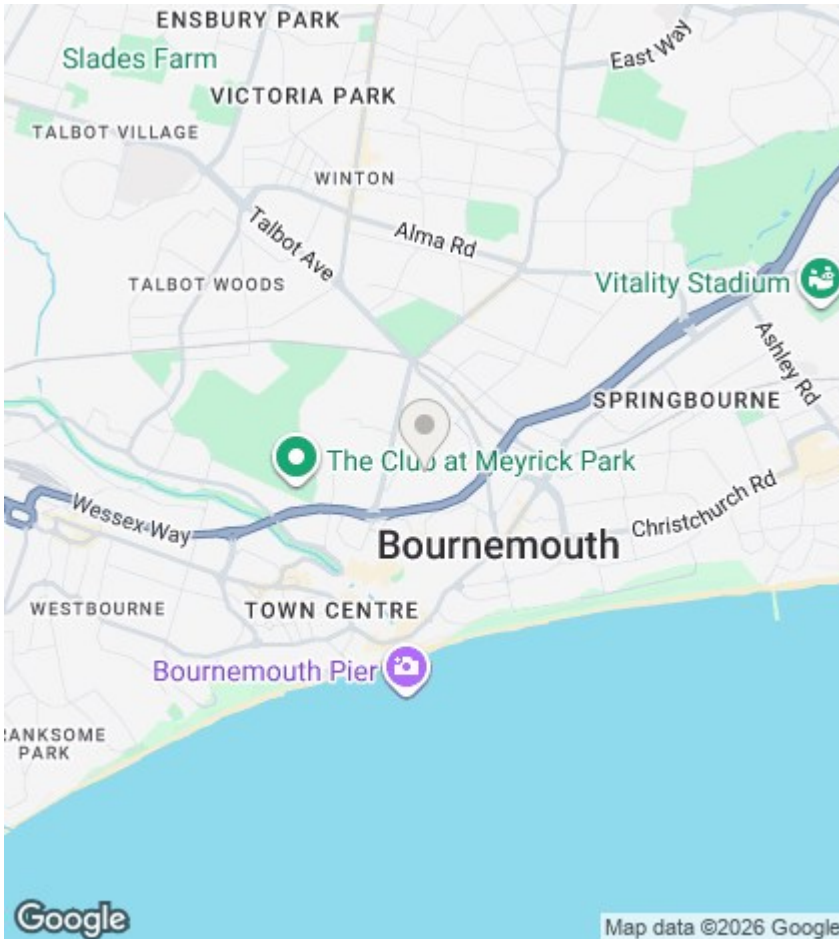 ENSBURY PARK
East Way
Slades Farm
VICTORIA PARK
TALBOT VILLAGE
WINTON
Talbot Ave
Alma Rd
TALBOT WOODS
Vitality Stadium
Ashley Rd
SPRINGBOURNE
The Club at Meyrick Park
Wessex Way
Christchurch Rd
Bournemouth
WESTBOURNE
TOWN CENTRE
Bournemouth Pier
RANKSOME
PARK
Google
Map data ©2026 Google